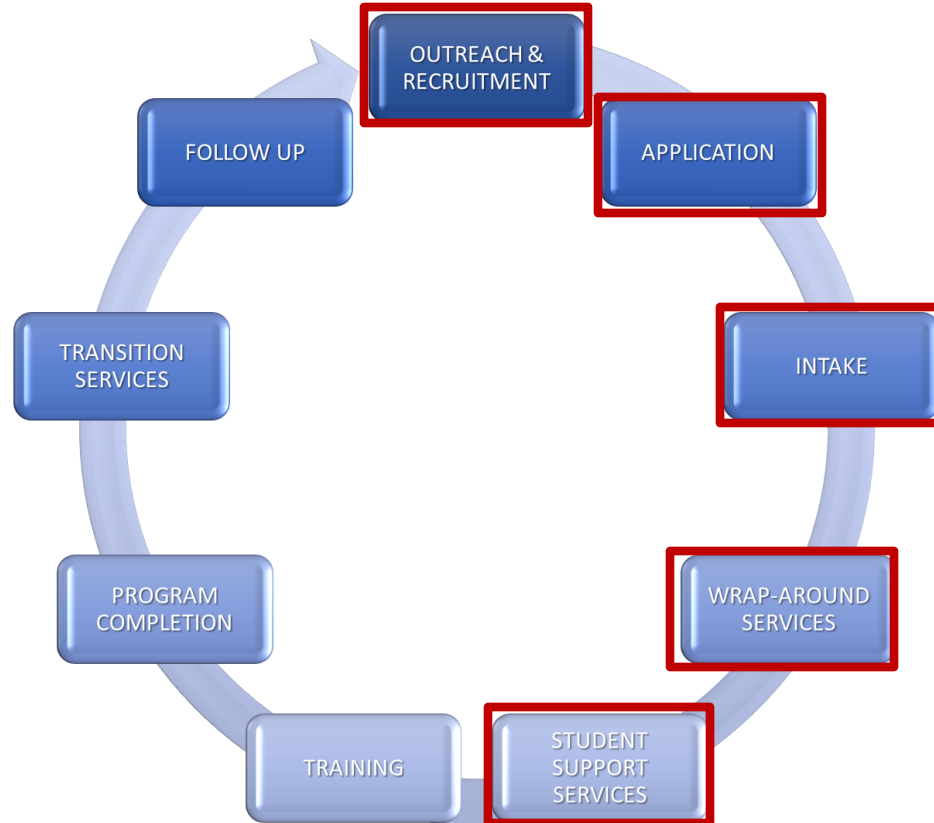 OUTREACH &
RECRUITMENT
APPLICATION
INTAKE
WRAP-AROUND
SERVICES
STUDENT
SUPPORT
SERVICES
TRAINING
PROGRAM
COMPLETION
TRANSITION
SERVICES
FOLLOW UP